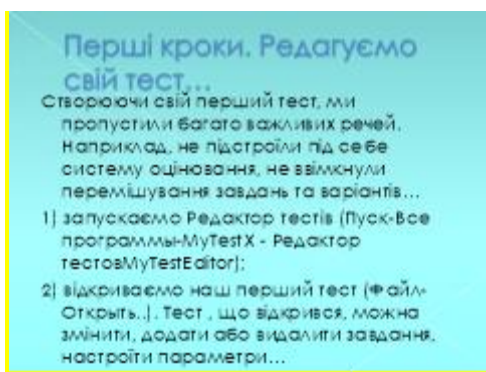 Перші кроки. Редагуємо
свій тест…
Створюючи свій перший тест, ми
пропустили багато важливих речей.
Наприклад, не підстроїли під себе
систему оцінювання, не ввімкнули
перемішування завдань та варіантів…
1) запускаємо Редактор тестів (Пуск-Все
программы-MyTestX - Редактор
тестовMyTestEditor);
2) відкриваємо наш перший тест (Файл-
Открыть..). Тест , що відкрився, можна
змінити, додати або видалити завдання,
настроїти параметри…